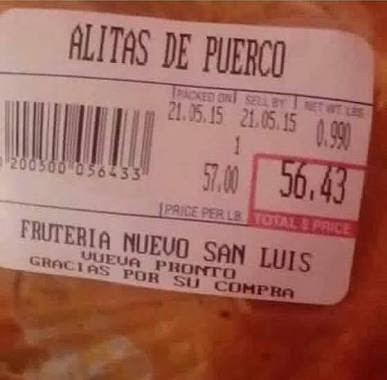 ALITAS DE PUERCO
PACKED ON SELL BY NET WT. LBS
21.05.15 21.05.15 0.990
1
57.00 56.43
PRICE PER LB. TOTAL $ PRICE
200500 056433
FRUTERIA NUEVO SAN LUIS
VUEVA PRONTO
GRACIAS POR SU COMPRA